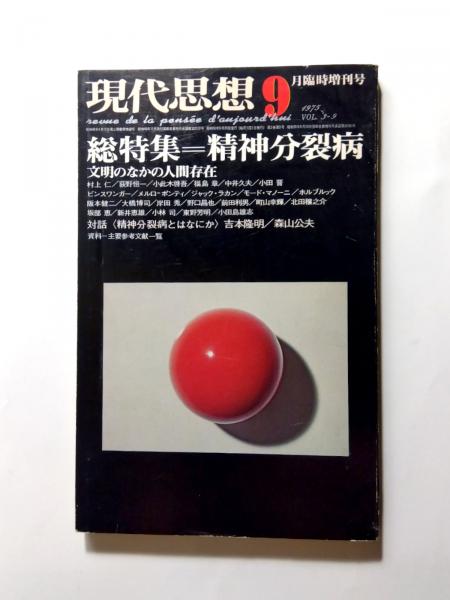 現代思想 9 月臨時増刊号
revue de la pensée d'aujourd'hui
1975 VOL. 3-9
総特集=精神分裂病
文明のなかの人間存在
村上 仁/荻野恒一/小此木啓吾/福島 章/中井久夫/小田 晋
ビンスワンガー/メルロ=ポンティ/ジャック・ラカン/モード・マノーニ/ホルブルック
阪本健二/大橋博司/岸田 秀/野口昌也/前田利男/町山幸輝/北田穣之介
坂部 恵/新井恵雄/小林 司/東野芳明/小田島雄志
対話〈精神分裂病とはなにか〉吉本隆明/森山公夫
資料=主要参考文献一覧